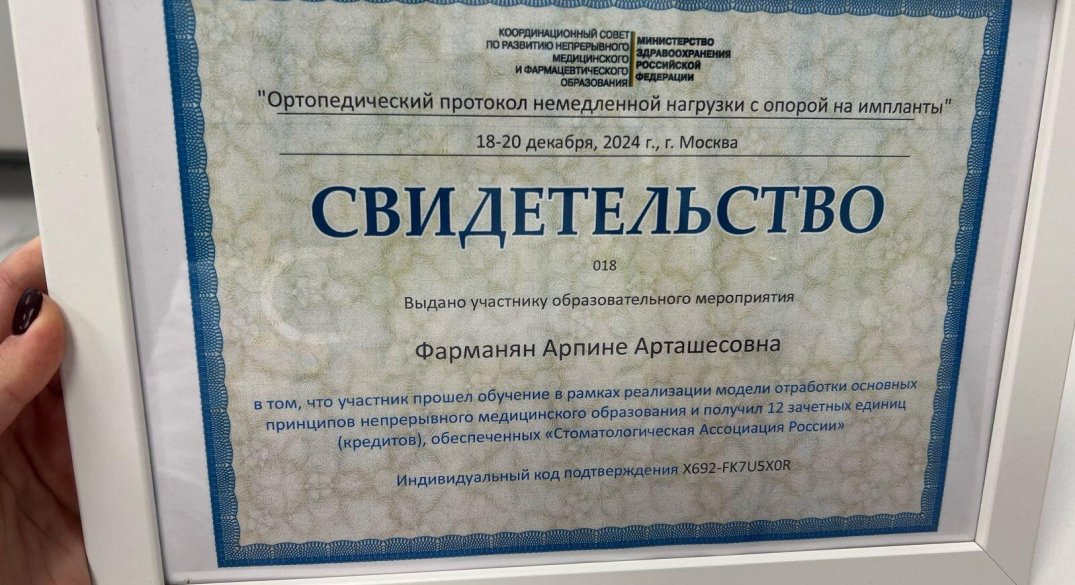 КООРДИНАЦИОННЫЙ СОВЕТ
ПО РАЗВИТИЮ НЕПРЕРЫВНОГО
МЕДИЦИНСКОГО
И ФАРМАЦЕВТИЧЕСКОГО
ОБРАЗОВАНИЯ
МИНИСТЕРСТВО
ЗДРАВООХРАНЕНИЯ
РОССИЙСКОЙ
ФЕДЕРАЦИИ
"Ортопедический протокол немедленной нагрузки с опорой на импланты"
18-20 декабря, 2024 г., г. Москва
СВИДЕТЕЛЬСТВО
018
Выдано участнику образовательного мероприятия
Фарманян Арпине Арташесовна
в том, что участник прошел обучение в рамках реализации модели отработки основных
принципов непрерывного медицинского образования и получил 12 зачетных единиц
(кредитов), обеспеченных «Стоматологическая Ассоциация России»
Индивидуальный код подтверждения X692-FK7U5X0R